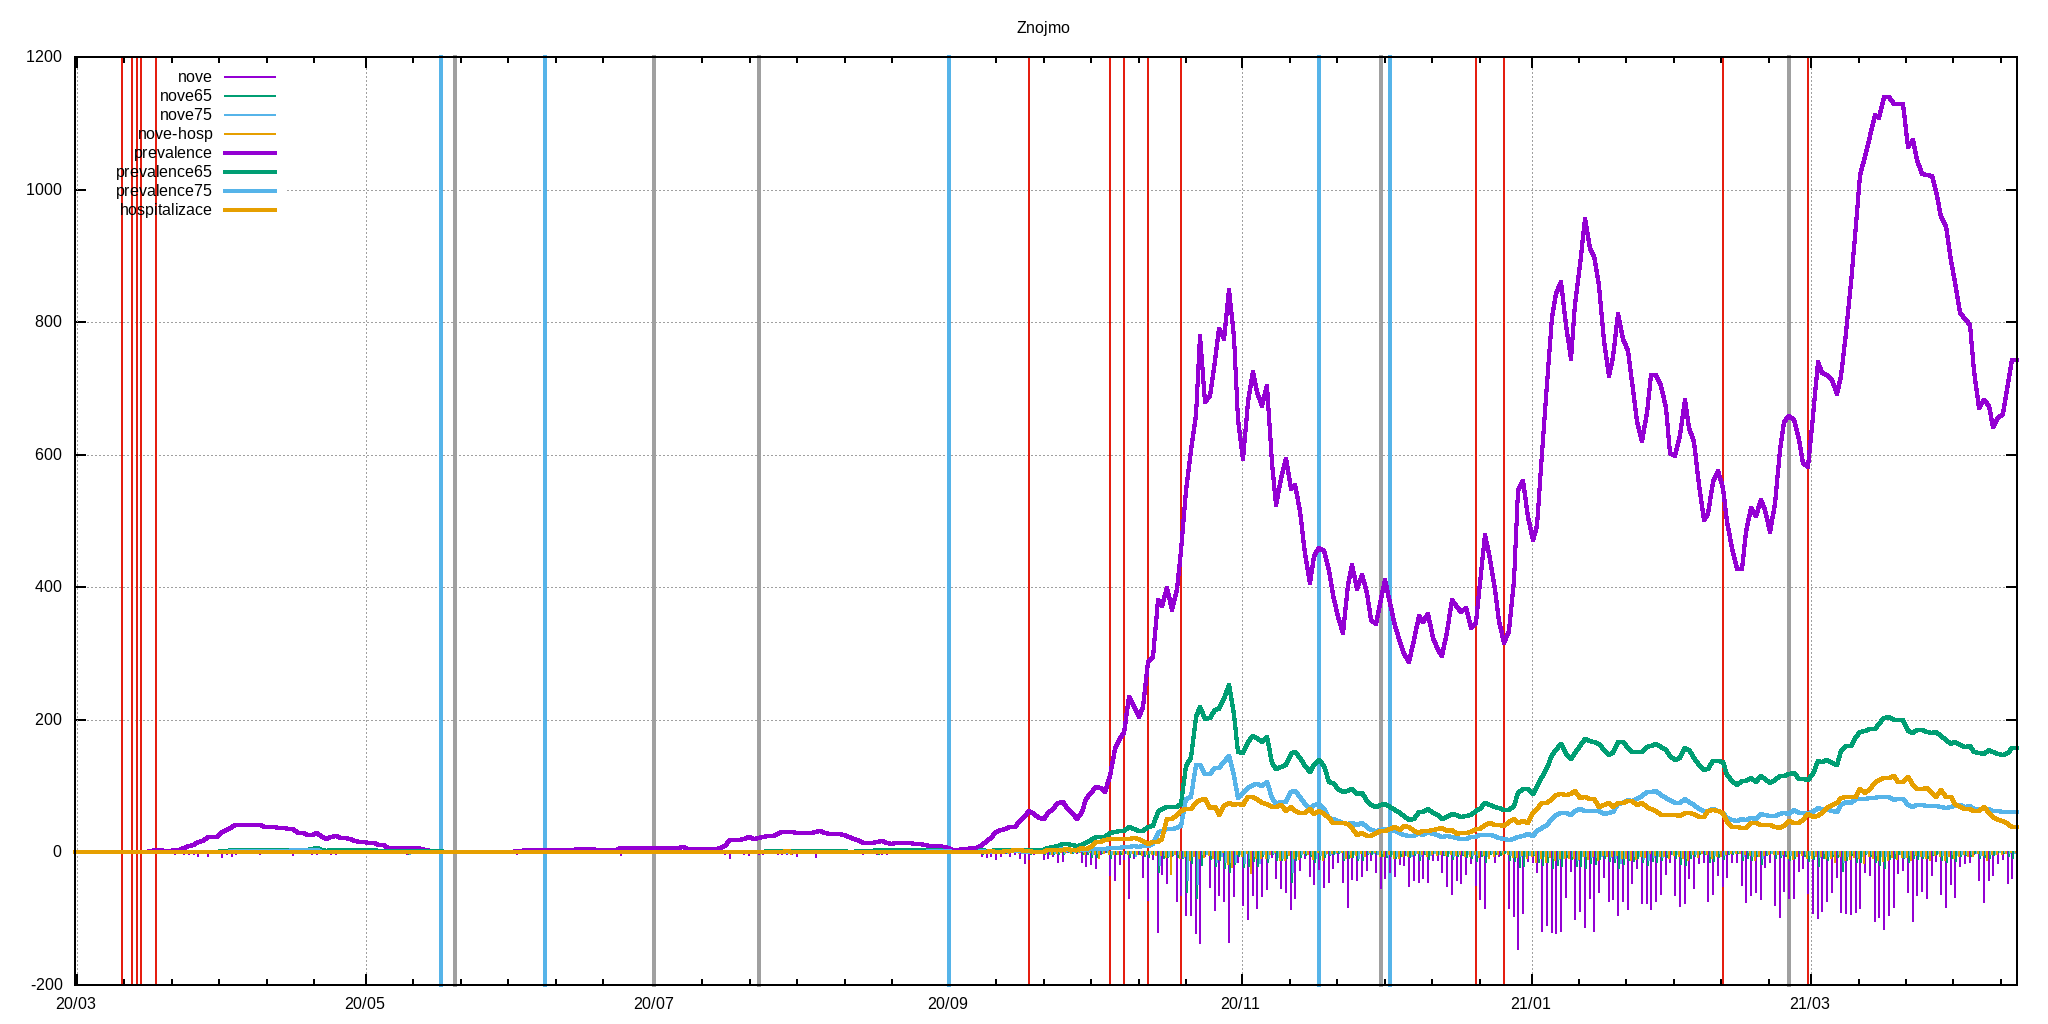 Znojmo
1200
1000
800
600
400
200
0
-200
nove
nove65
nove75
nove-hosp
prevalence
prevalence65
prevalence75
hospitalizace
20/03 20/05 20/07 20/09 20/11 21/01 21/03